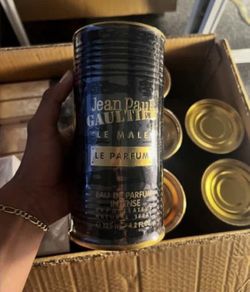 Jean Paul
GAULTIER
LE MALE
LE PARFUM
EAU DE PARFUM
INTENSE